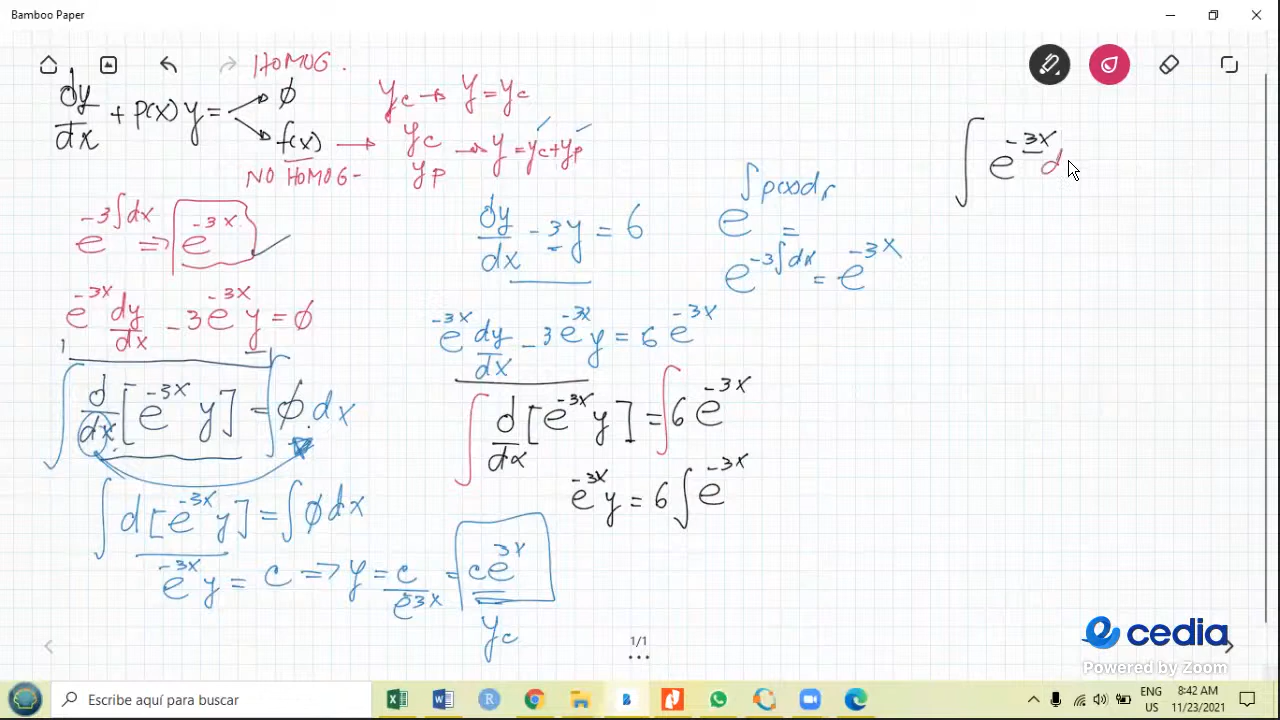 Bamboo Paper
HOMOG.
dy/dx + p(x) y = → ∅
→ f(x)
NO HOMOG-
yc → y = yc
yc → y = yc + yp
yp
e^{-3∫dx} => e^{-3x}
e^{-3x} dy/dx - 3e^{-3x} y = ∅
∫ d/dx [e^{-3x} y] = ∫ ∅ dx
∫ d[e^{-3x} y] = ∫ ∅ dx
e^{-3x} y = c => y = c/e^{-3x} = ce^{3x}
yc
dy/dx - 3y = 6
e^{∫p(x)dx} =
e^{-3∫dx} = e^{-3x}
e^{-3x} dy/dx - 3e^{-3x} y = 6 e^{-3x}
∫ d/dx [e^{-3x} y] = ∫ 6 e^{-3x}
e^{-3x} y = 6 ∫ e^{-3x}
∫ e^{-3x} d
1/1
cedia
Powered by Zoom
Escribe aquí para buscar
ENG
US
8:42 AM
11/23/2021